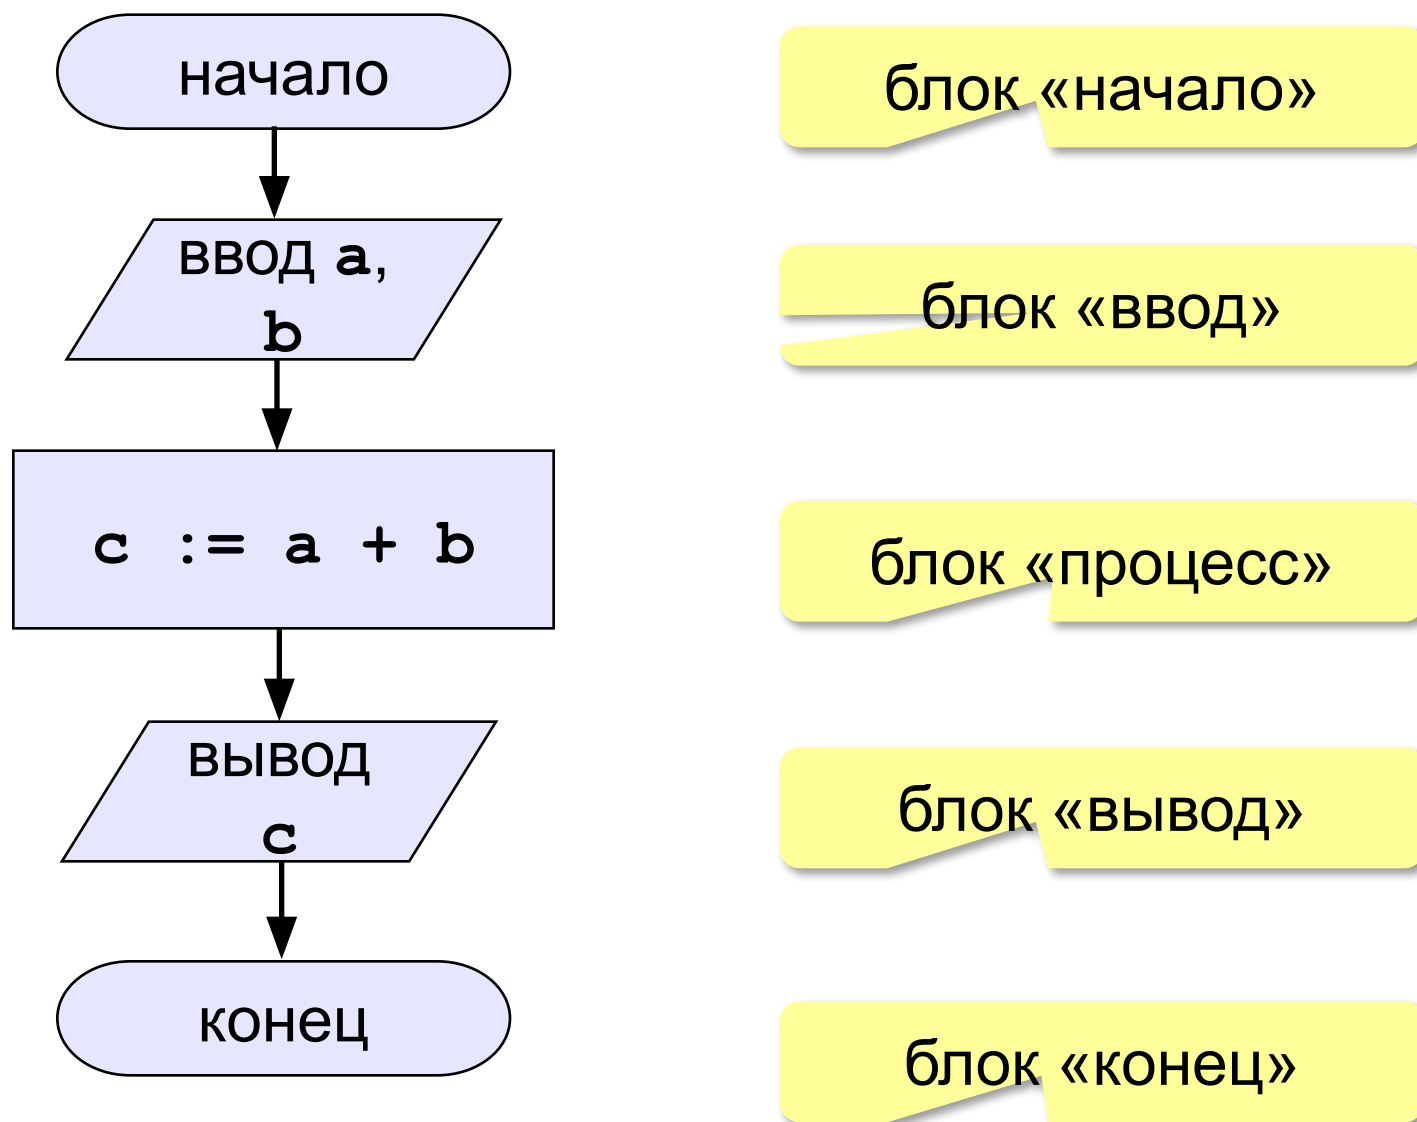 начало
блок «начало»
ввод a,
b
блок «ввод»
c := a + b
блок «процесс»
вывод
c
блок «вывод»
конец
блок «конец»